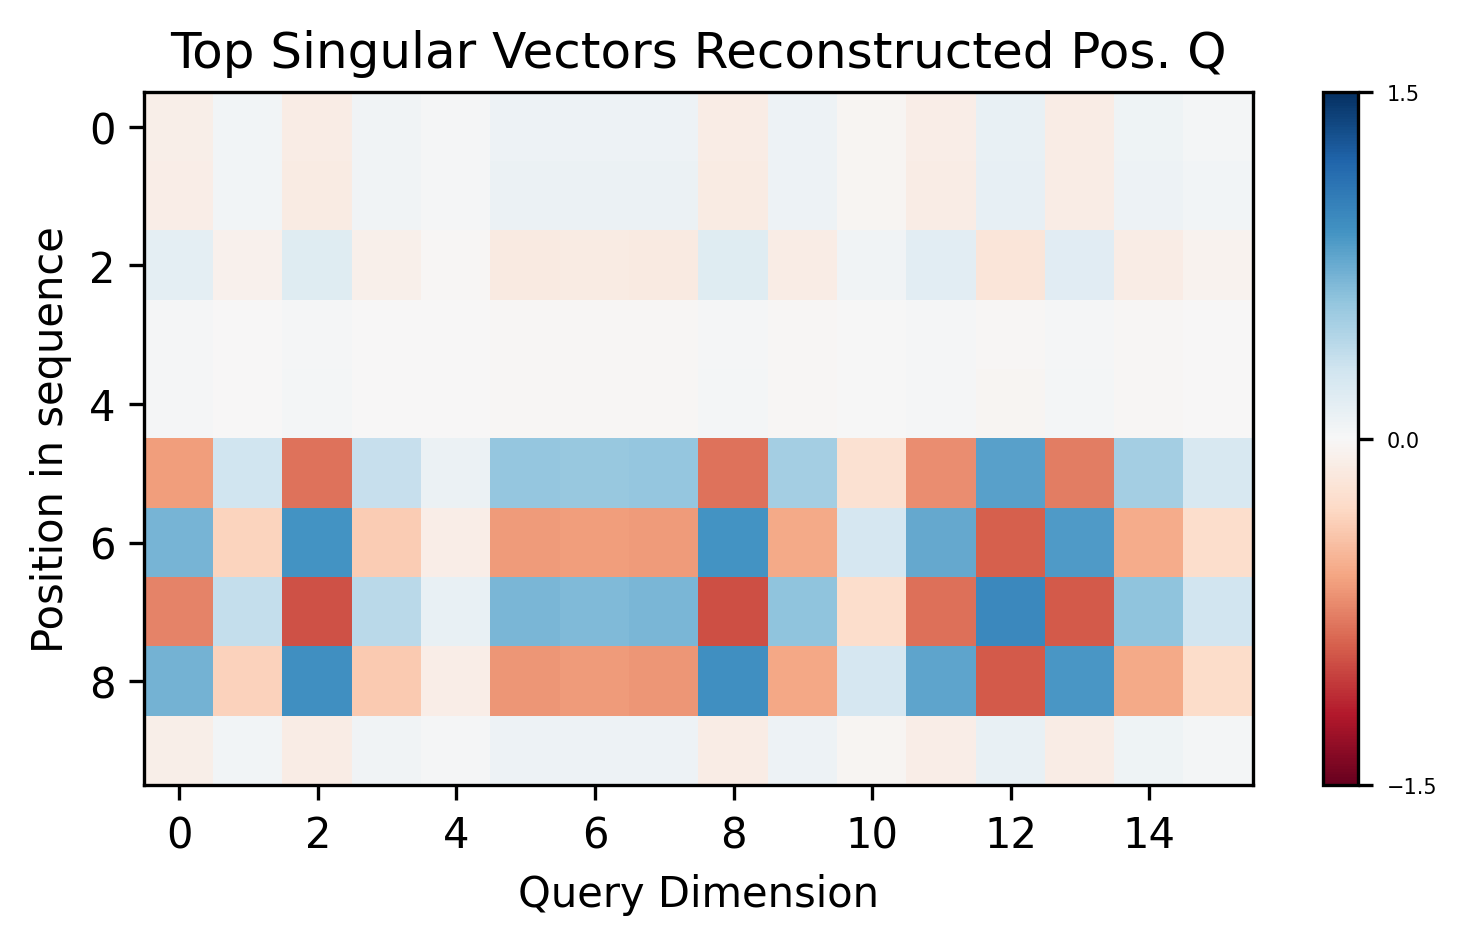 Top Singular Vectors Reconstructed Pos. Q
1.5
0
2
4
0.0
6
8
−1.5
0 2 4 6 8 10 12 14
Position in sequence
Query Dimension